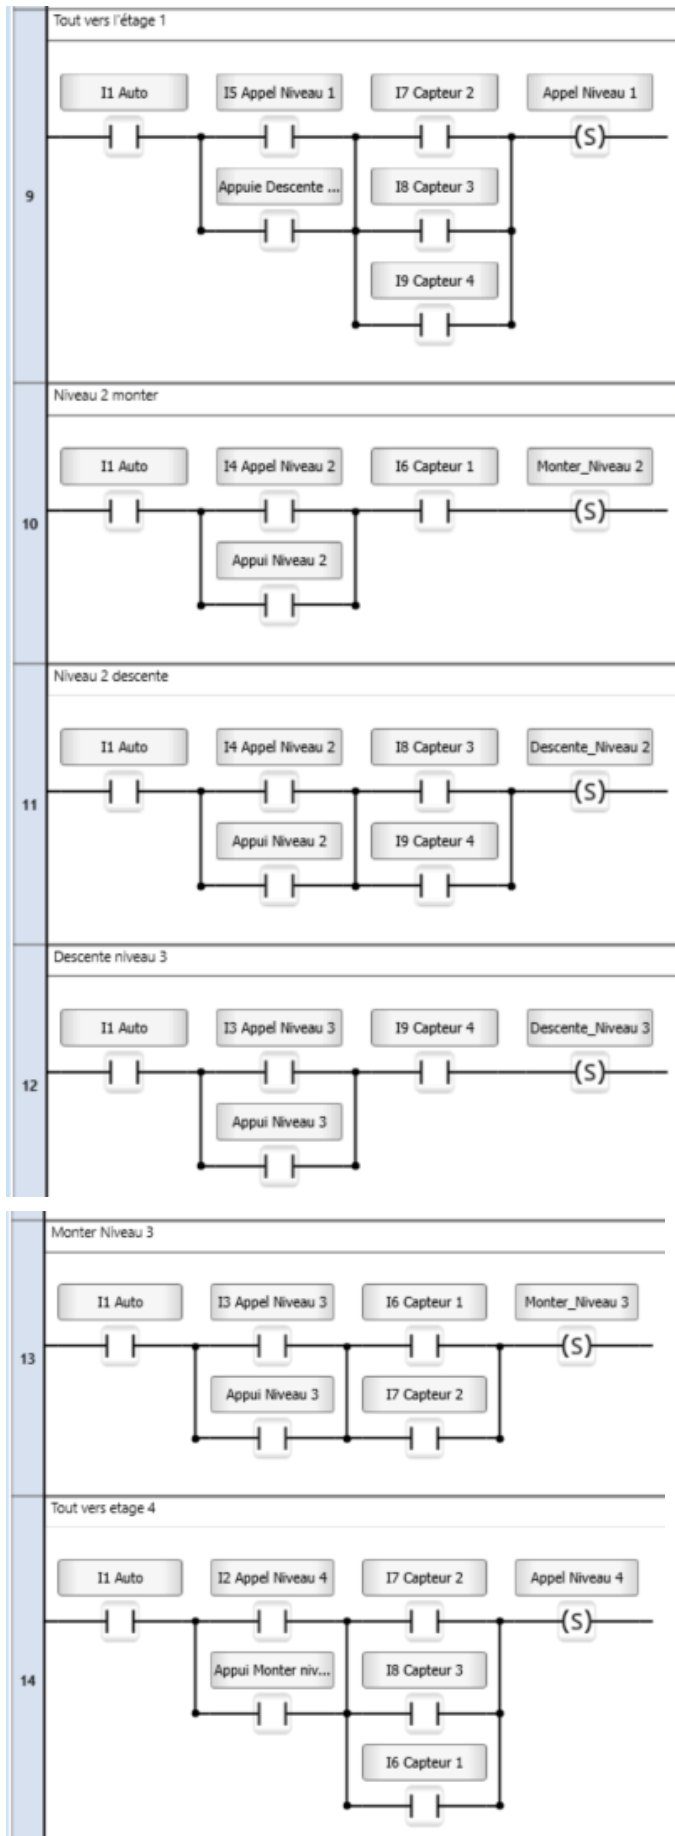 Tout vers l'étage 1
I1 Auto I5 Appel Niveau 1 I7 Capteur 2 Appel Niveau 1
(S)
Appuie Descente ... I8 Capteur 3
9
I9 Capteur 4
Niveau 2 monter
I1 Auto I4 Appel Niveau 2 I6 Capteur 1 Monter_Niveau 2
(S)
10
Appui Niveau 2
Niveau 2 descente
I1 Auto I4 Appel Niveau 2 I8 Capteur 3 Descente_Niveau 2
(S)
11
Appui Niveau 2 I9 Capteur 4
Descente niveau 3
I1 Auto I3 Appel Niveau 3 I9 Capteur 4 Descente_Niveau 3
(S)
12
Appui Niveau 3
Monter Niveau 3
I1 Auto I3 Appel Niveau 3 I6 Capteur 1 Monter_Niveau 3
(S)
13
Appui Niveau 3 I7 Capteur 2
Tout vers etage 4
I1 Auto I2 Appel Niveau 4 I7 Capteur 2 Appel Niveau 4
(S)
Appui Monter niv... I8 Capteur 3
14
I6 Capteur 1